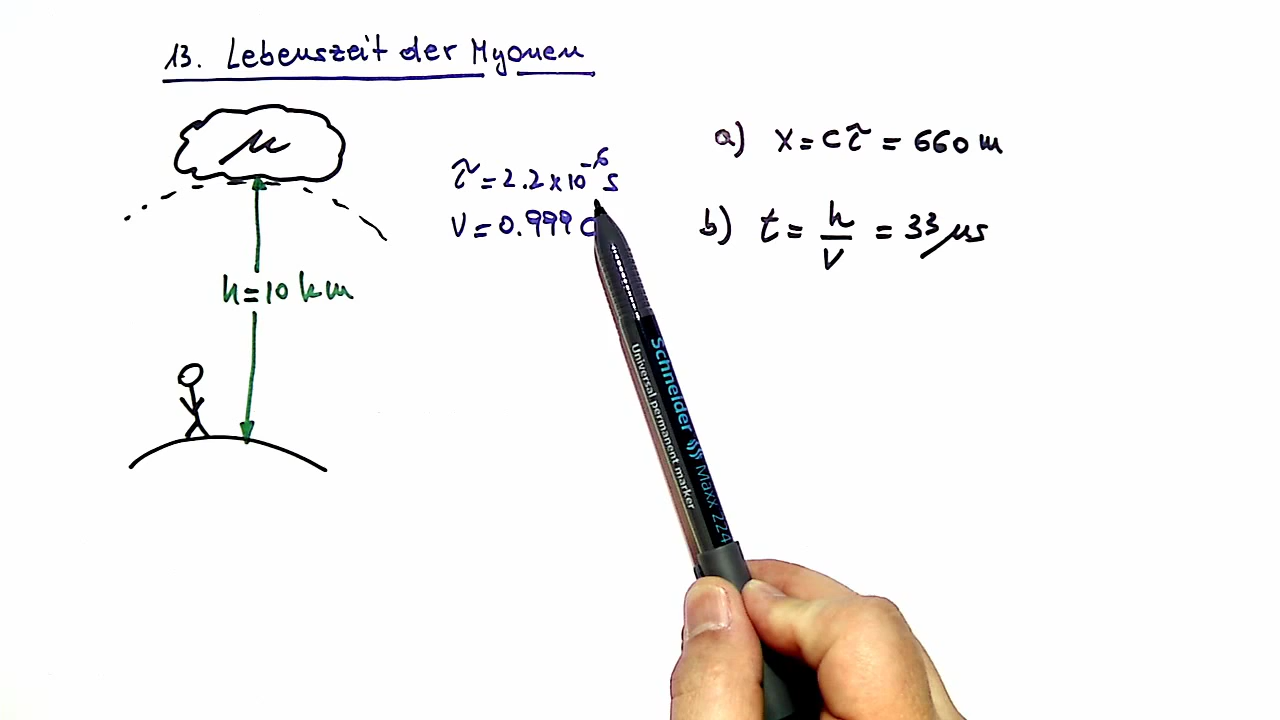 13. Lebenszeit der Myonen
μ
τ = 2.2 × 10⁻⁶ s
v = 0.999 c
h = 10 km
a) x = cτ = 660 m
b) t = h/v = 33 μs
Schneider Maxx 224
Universal permanent marker